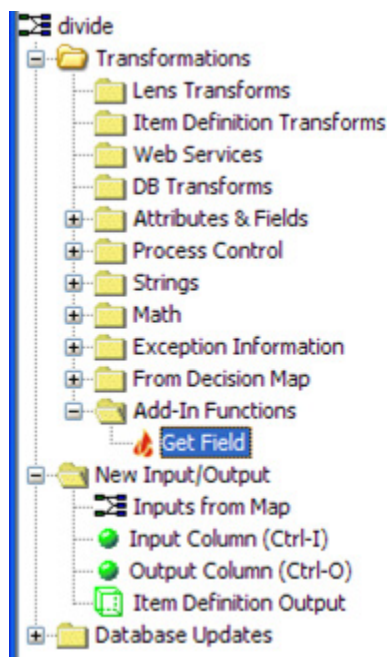 divide
Transformations
Lens Transforms
Item Definition Transforms
Web Services
DB Transforms
Attributes & Fields
Process Control
Strings
Math
Exception Information
From Decision Map
Add-In Functions
Get Field
New Input/Output
Inputs from Map
Input Column (Ctrl-I)
Output Column (Ctrl-O)
Item Definition Output
Database Updates